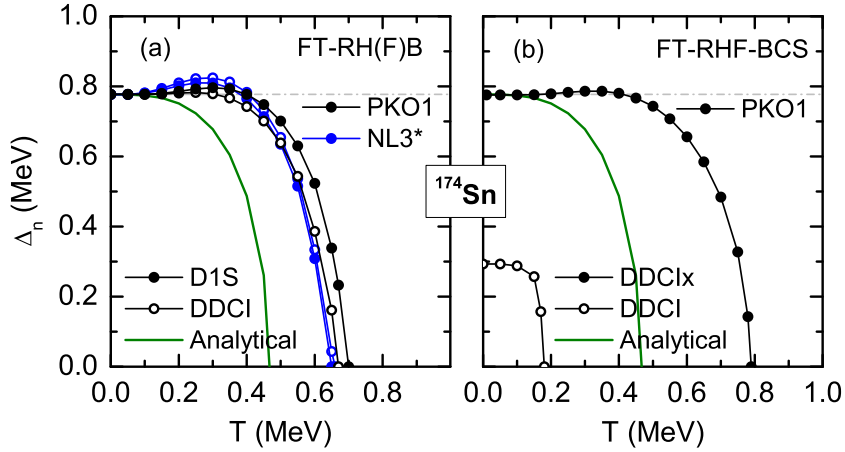 (a) FT-RH(F)B
PKO1
NL3*
D1S
DDCI
Analytical
1.0
0.8
0.6
0.4
0.2
0.0
Δn (MeV)
0.0 0.2 0.4 0.6 0.8
T (MeV)
¹⁷⁴Sn
(b) FT-RHF-BCS
PKO1
DDCIx
DDCI
Analytical
0.0 0.2 0.4 0.6 0.8 1.0
T (MeV)